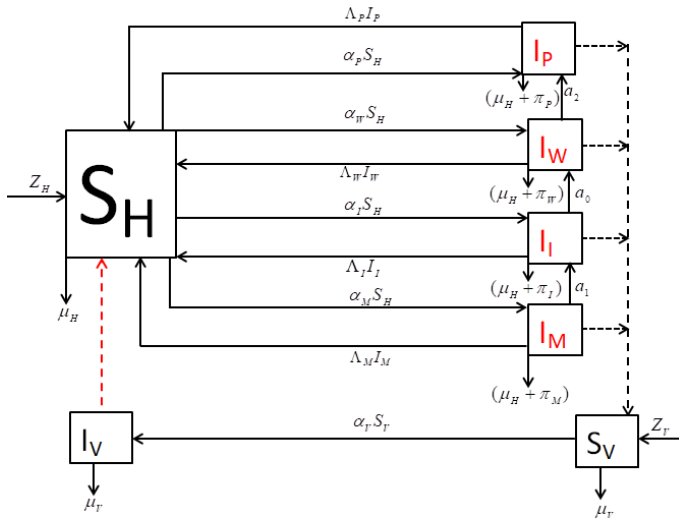 Λ_P I_P
α_P S_H
I_P
(μ_H + π_P) a_2
α_W S_H
I_W
Λ_W I_W
Z_H
S_H
(μ_H + π_W) a_0
α_I S_H
I_I
Λ_I I_I
(μ_H + π_I) a_1
α_M S_H
μ_H
I_M
Λ_M I_M
(μ_H + π_M)
α_V S_V
Z_V
I_V
S_V
μ_V
μ_V